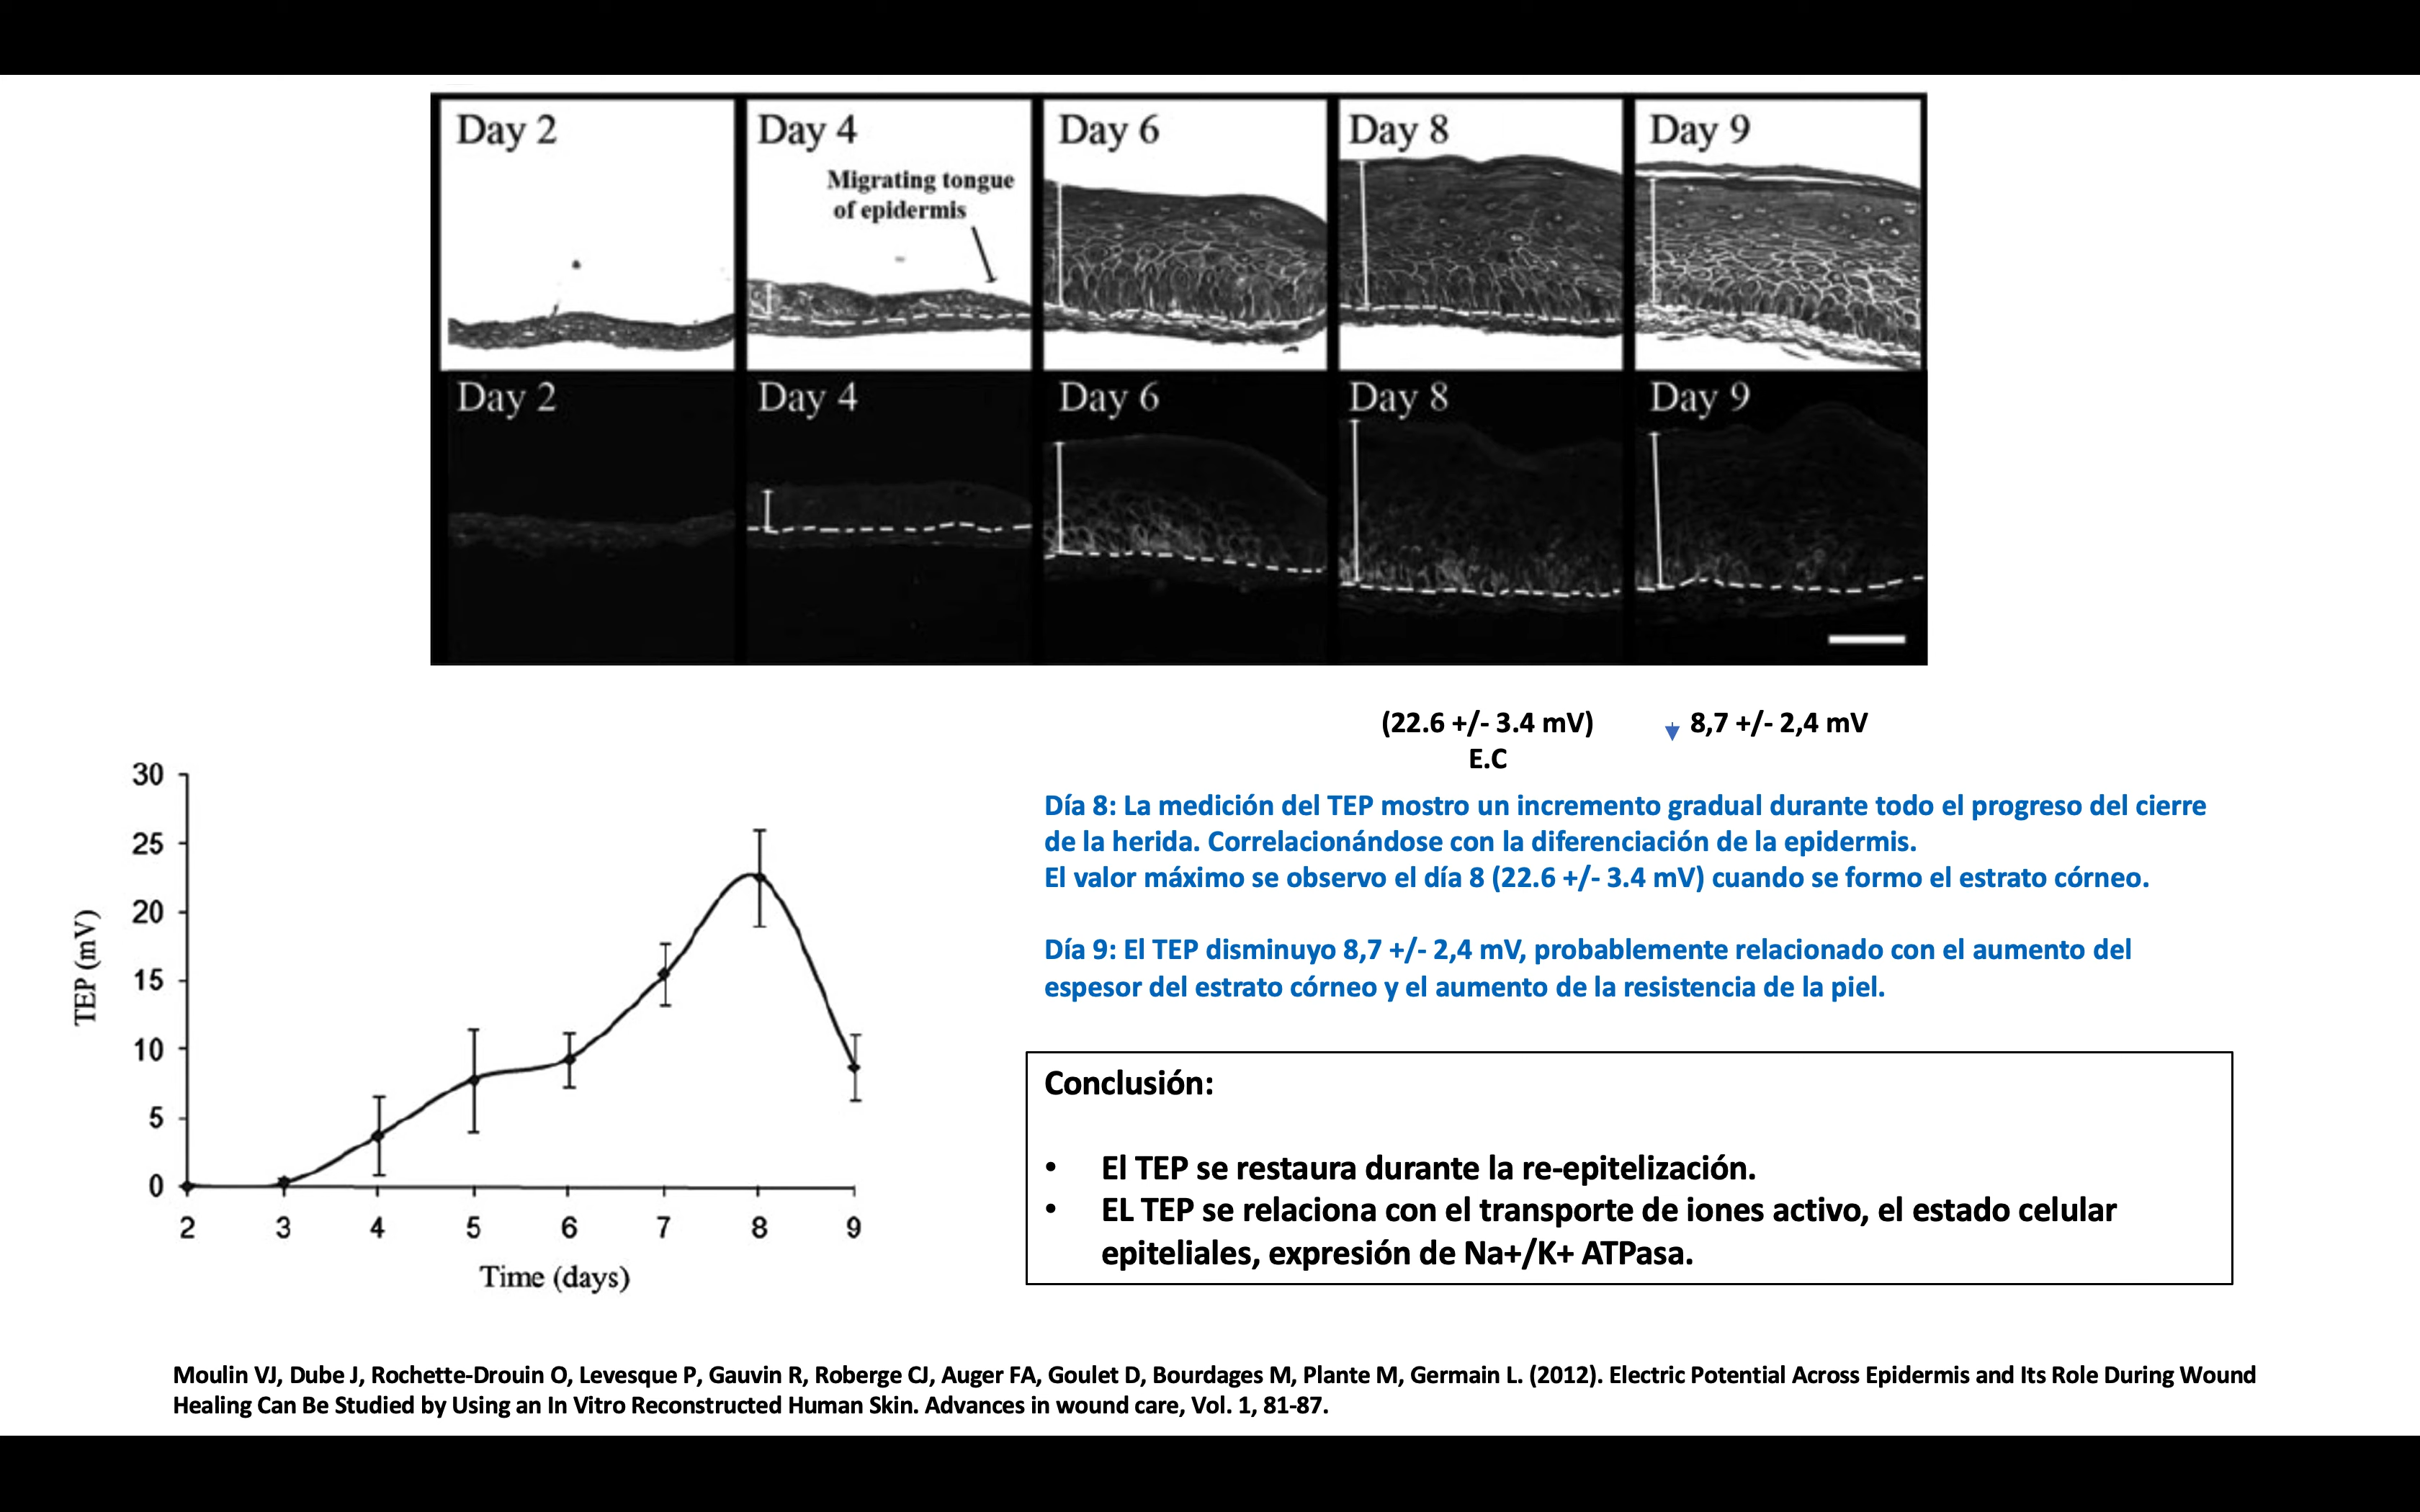 Day 2
Day 4
Day 6
Day 8
Day 9
Migrating tongue
of epidermis
Day 2
Day 4
Day 6
Day 8
Day 9
(22.6 +/- 3.4 mV)
E.C
8,7 +/- 2,4 mV
30
25
20
15
10
5
0
TEP (mV)
2 3 4 5 6 7 8 9
Time (days)
Día 8: La medición del TEP mostro un incremento gradual durante todo el progreso del cierre
de la herida. Correlacionándose con la diferenciación de la epidermis.
El valor máximo se observo el día 8 (22.6 +/- 3.4 mV) cuando se formo el estrato córneo.
Día 9: El TEP disminuyo 8,7 +/- 2,4 mV, probablemente relacionado con el aumento del
espesor del estrato córneo y el aumento de la resistencia de la piel.
Conclusión:
• El TEP se restaura durante la re-epitelización.
• EL TEP se relaciona con el transporte de iones activo, el estado celular
epiteliales, expresión de Na+/K+ ATPasa.
Moulin VJ, Dube J, Rochette-Drouin O, Levesque P, Gauvin R, Roberge CJ, Auger FA, Goulet D, Bourdages M, Plante M, Germain L. (2012). Electric Potential Across Epidermis and Its Role During Wound
Healing Can Be Studied by Using an In Vitro Reconstructed Human Skin. Advances in wound care, Vol. 1, 81-87.